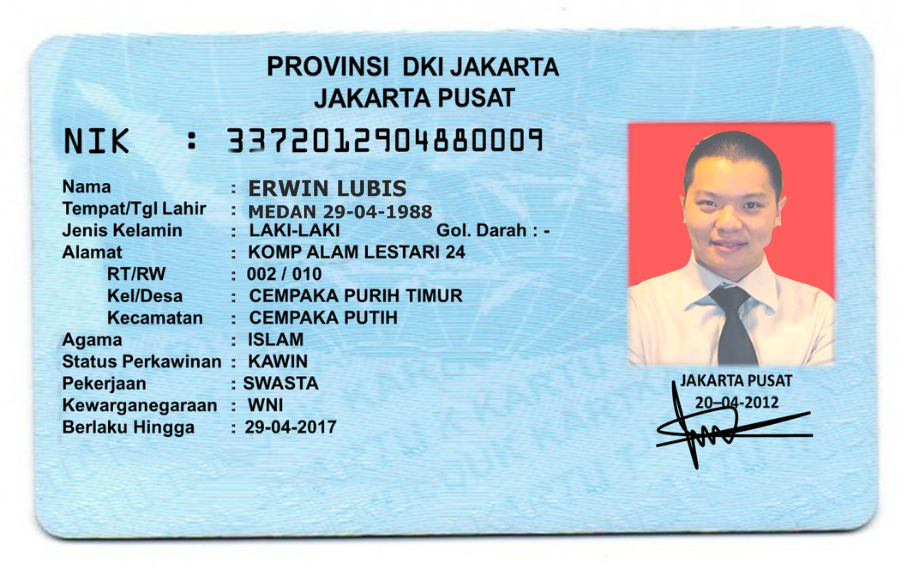 PROVINSI DKI JAKARTA
JAKARTA PUSAT
NIK : 3372012904880009
Nama : ERWIN LUBIS
Tempat/Tgl Lahir : MEDAN 29-04-1988
Jenis Kelamin : LAKI-LAKI Gol. Darah : -
Alamat : KOMP ALAM LESTARI 24
RT/RW : 002 / 010
Kel/Desa : CEMPAKA PURIH TIMUR
Kecamatan : CEMPAKA PUTIH
Agama : ISLAM
Status Perkawinan : KAWIN
Pekerjaan : SWASTA
Kewarganegaraan : WNI
Berlaku Hingga : 29-04-2017
JAKARTA PUSAT
20-04-2012